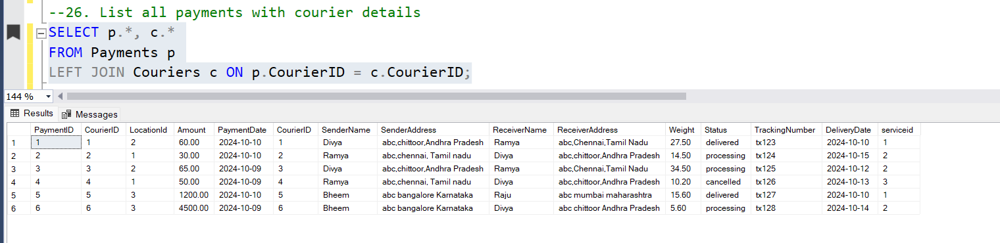 --26. List all payments with courier details
SELECT p.*, c.*
FROM Payments p
LEFT JOIN Couriers c ON p.CourierID = c.CourierID;
144 %
Results Messages
PaymentID CourierID LocationId Amount PaymentDate CourierID SenderName SenderAddress ReceiverName ReceiverAddress Weight Status TrackingNumber DeliveryDate serviceid
1 1 1 2 60.00 2024-10-10 1 Divya abc,chittoor,Andhra Pradesh Ramya abc,Chennai,Tamil Nadu 27.50 delivered tx123 2024-10-10 1
2 2 2 1 30.00 2024-10-10 2 Ramya abc,chennai, Tamil nadu Divya abc,chittoor,Andhra Pradesh 14.50 processing tx124 2024-10-15 2
3 3 3 2 65.00 2024-10-09 3 Divya abc,chittoor,Andhra Pradesh Ramya abc,Chennai,Tamil Nadu 34.50 processing tx125 2024-10-12 2
4 4 4 1 50.00 2024-10-09 4 Ramya abc,chennai, Tamil nadu Divya abc,chittoor,Andhra Pradesh 10.20 cancelled tx126 2024-10-13 3
5 5 5 3 1200.00 2024-10-10 5 Bheem abc bangalore Karnataka Raju abc mumbai maharashtra 15.60 delivered tx127 2024-10-10 1
6 6 6 3 4500.00 2024-10-09 6 Bheem abc bangalore Karnataka Divya abc chittoor Andhra Pradesh 5.60 processing tx128 2024-10-14 2